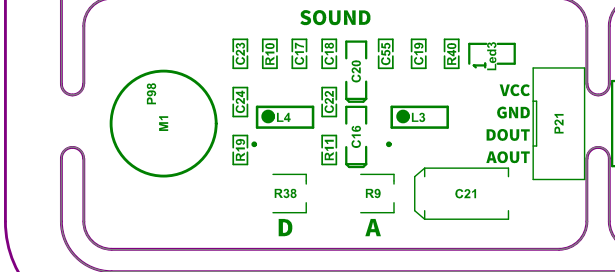 SOUND
C23
R10
C17
C18
C20
C55
C19
R40
1
Led3
P98
M1
C24
L4
C22
C16
L3
VCC
GND
DOUT
AOUT
P21
R19
R11
R38
R9
C21
D
A